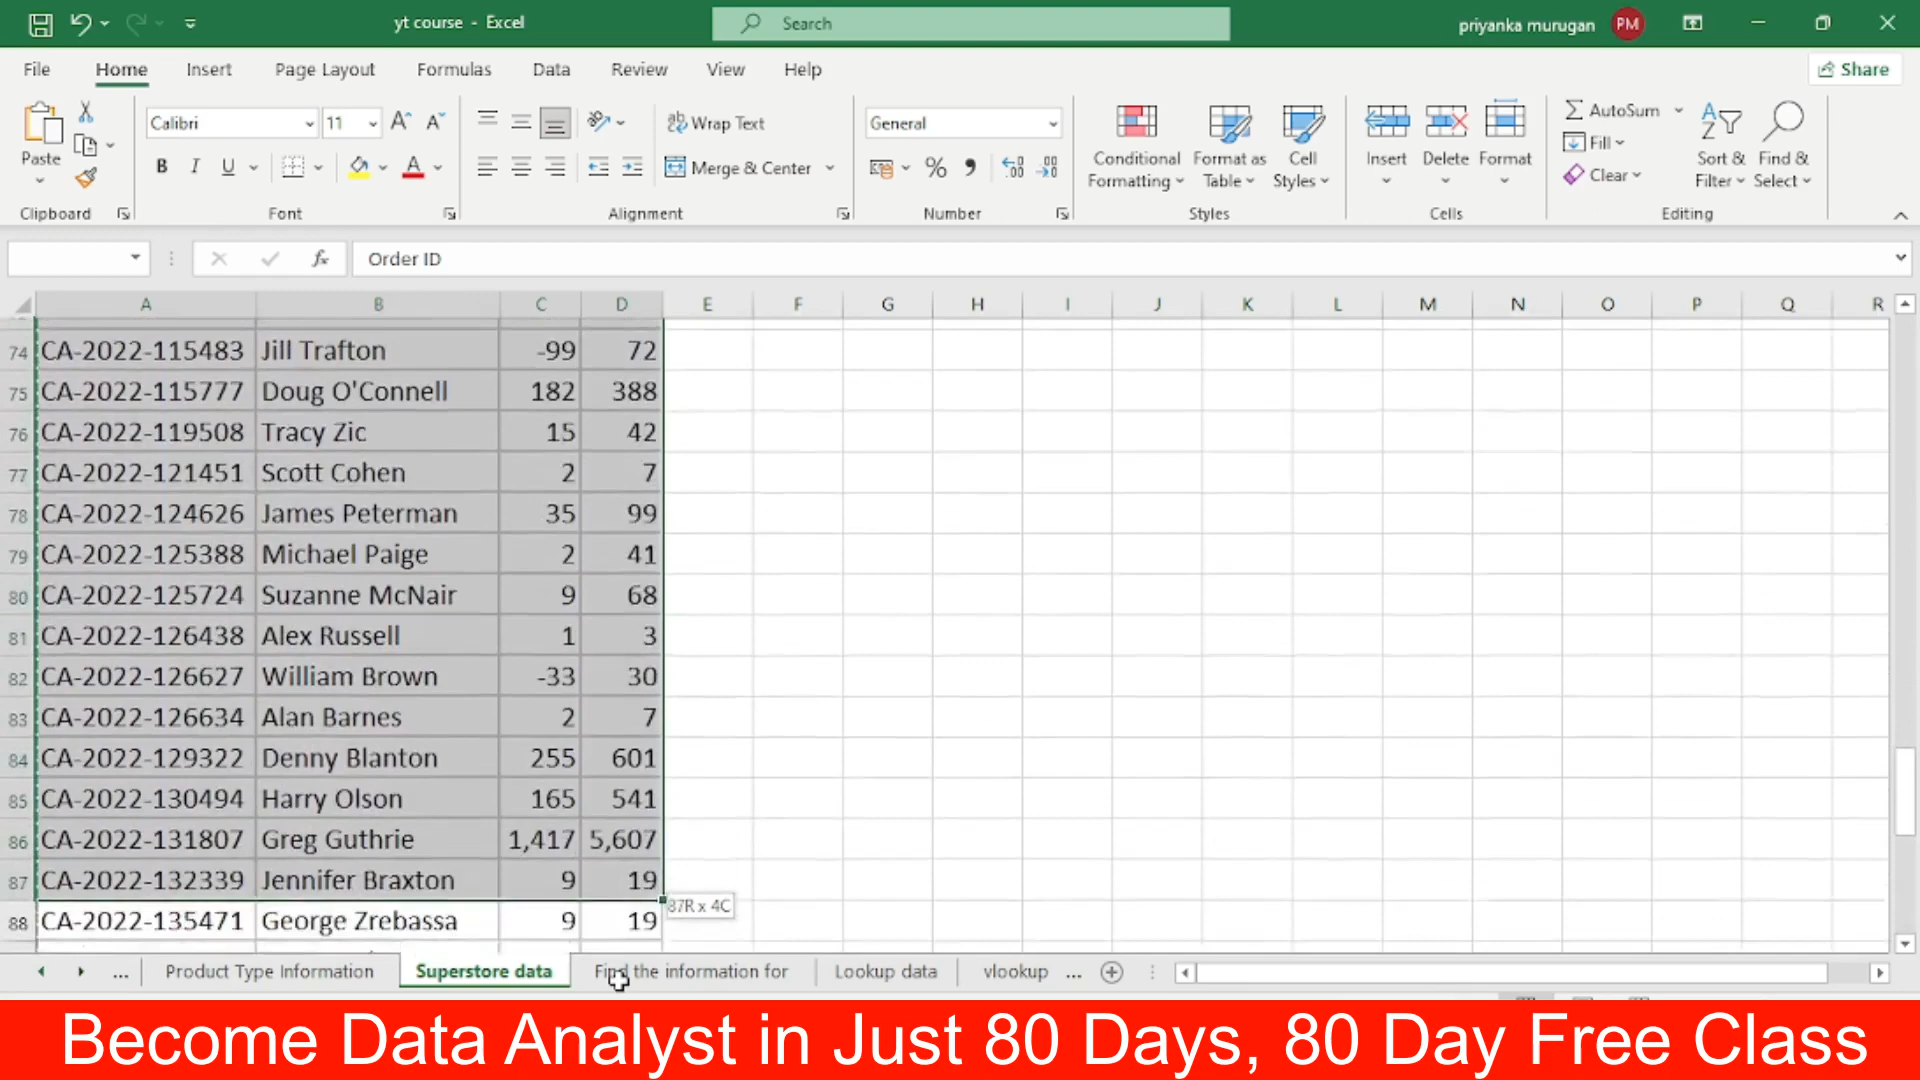 yt course - Excel
Search
priyanka murugan PM
File Home Insert Page Layout Formulas Data Review View Help Share
Calibri 11 Wrap Text General AutoSum
Paste B I U Merge & Center % Conditional Formatting Format as Table Cell Styles Insert Delete Format Fill Clear Sort & Filter Find & Select
Clipboard Font Alignment Number Styles Cells Editing
fx Order ID
A B C D E F G H I J K L M N O P Q R
74 CA-2022-115483 Jill Trafton -99 72
75 CA-2022-115777 Doug O'Connell 182 388
76 CA-2022-119508 Tracy Zic 15 42
77 CA-2022-121451 Scott Cohen 2 7
78 CA-2022-124626 James Peterman 35 99
79 CA-2022-125388 Michael Paige 2 41
80 CA-2022-125724 Suzanne McNair 9 68
81 CA-2022-126438 Alex Russell 1 3
82 CA-2022-126627 William Brown -33 30
83 CA-2022-126634 Alan Barnes 2 7
84 CA-2022-129322 Denny Blanton 255 601
85 CA-2022-130494 Harry Olson 165 541
86 CA-2022-131807 Greg Guthrie 1,417 5,607
87 CA-2022-132339 Jennifer Braxton 9 19
87R x 4C
88 CA-2022-135471 George Zrebassa 9 19
... Product Type Information Superstore data Find the information for Lookup data vlookup ...
Become Data Analyst in Just 80 Days, 80 Day Free Class